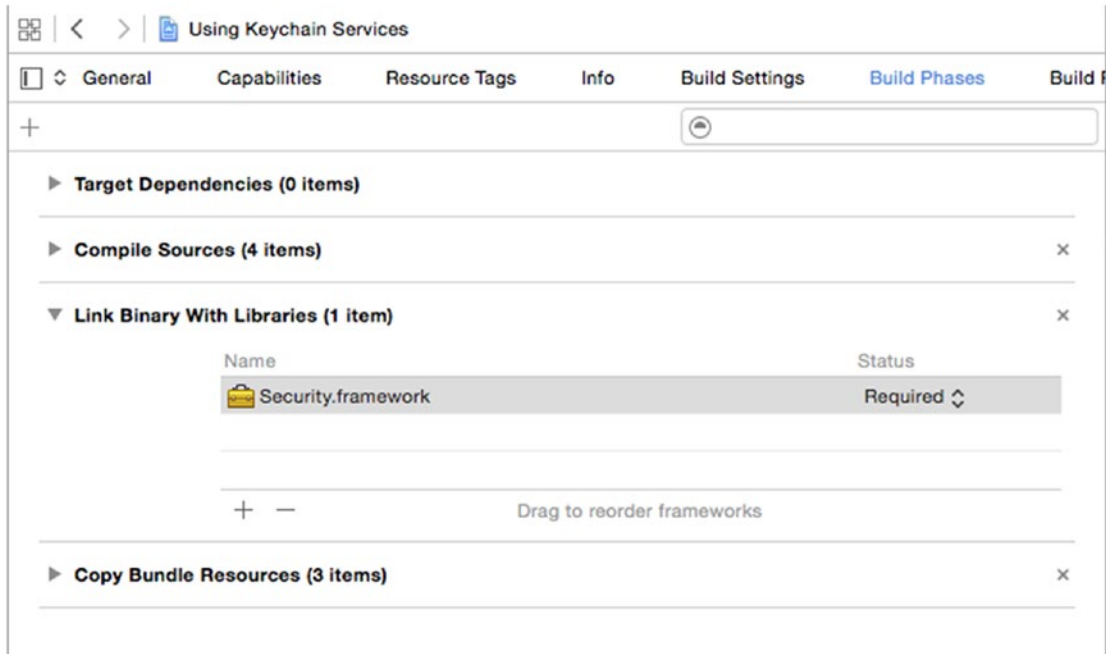 Using Keychain Services
General Capabilities Resource Tags Info Build Settings Build Phases Build
Target Dependencies (0 items)
Compile Sources (4 items)
Link Binary With Libraries (1 item)
Name Status
Security.framework Required
Drag to reorder frameworks
Copy Bundle Resources (3 items)